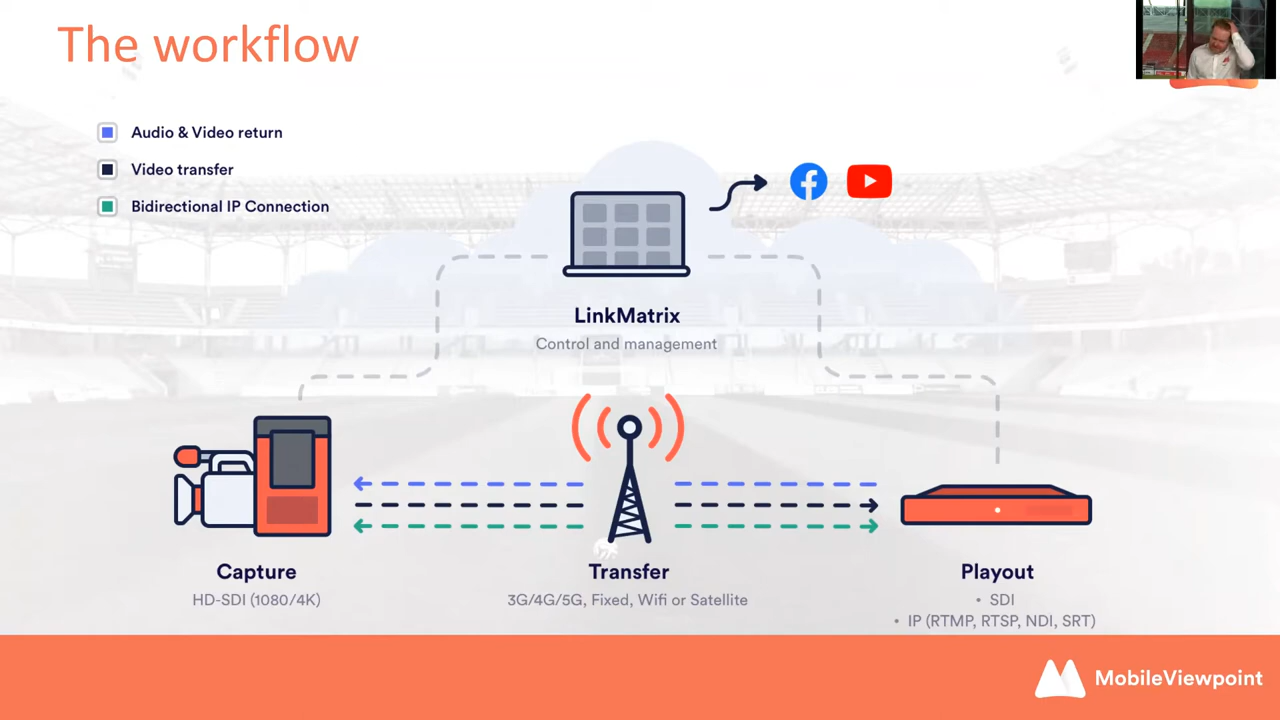 The workflow
Audio & Video return
Video transfer
Bidirectional IP Connection
LinkMatrix
Control and management
Capture
HD-SDI (1080/4K)
Transfer
3G/4G/5G, Fixed, Wifi or Satellite
Playout
• SDI
• IP (RTMP, RTSP, NDI, SRT)
MobileViewpoint